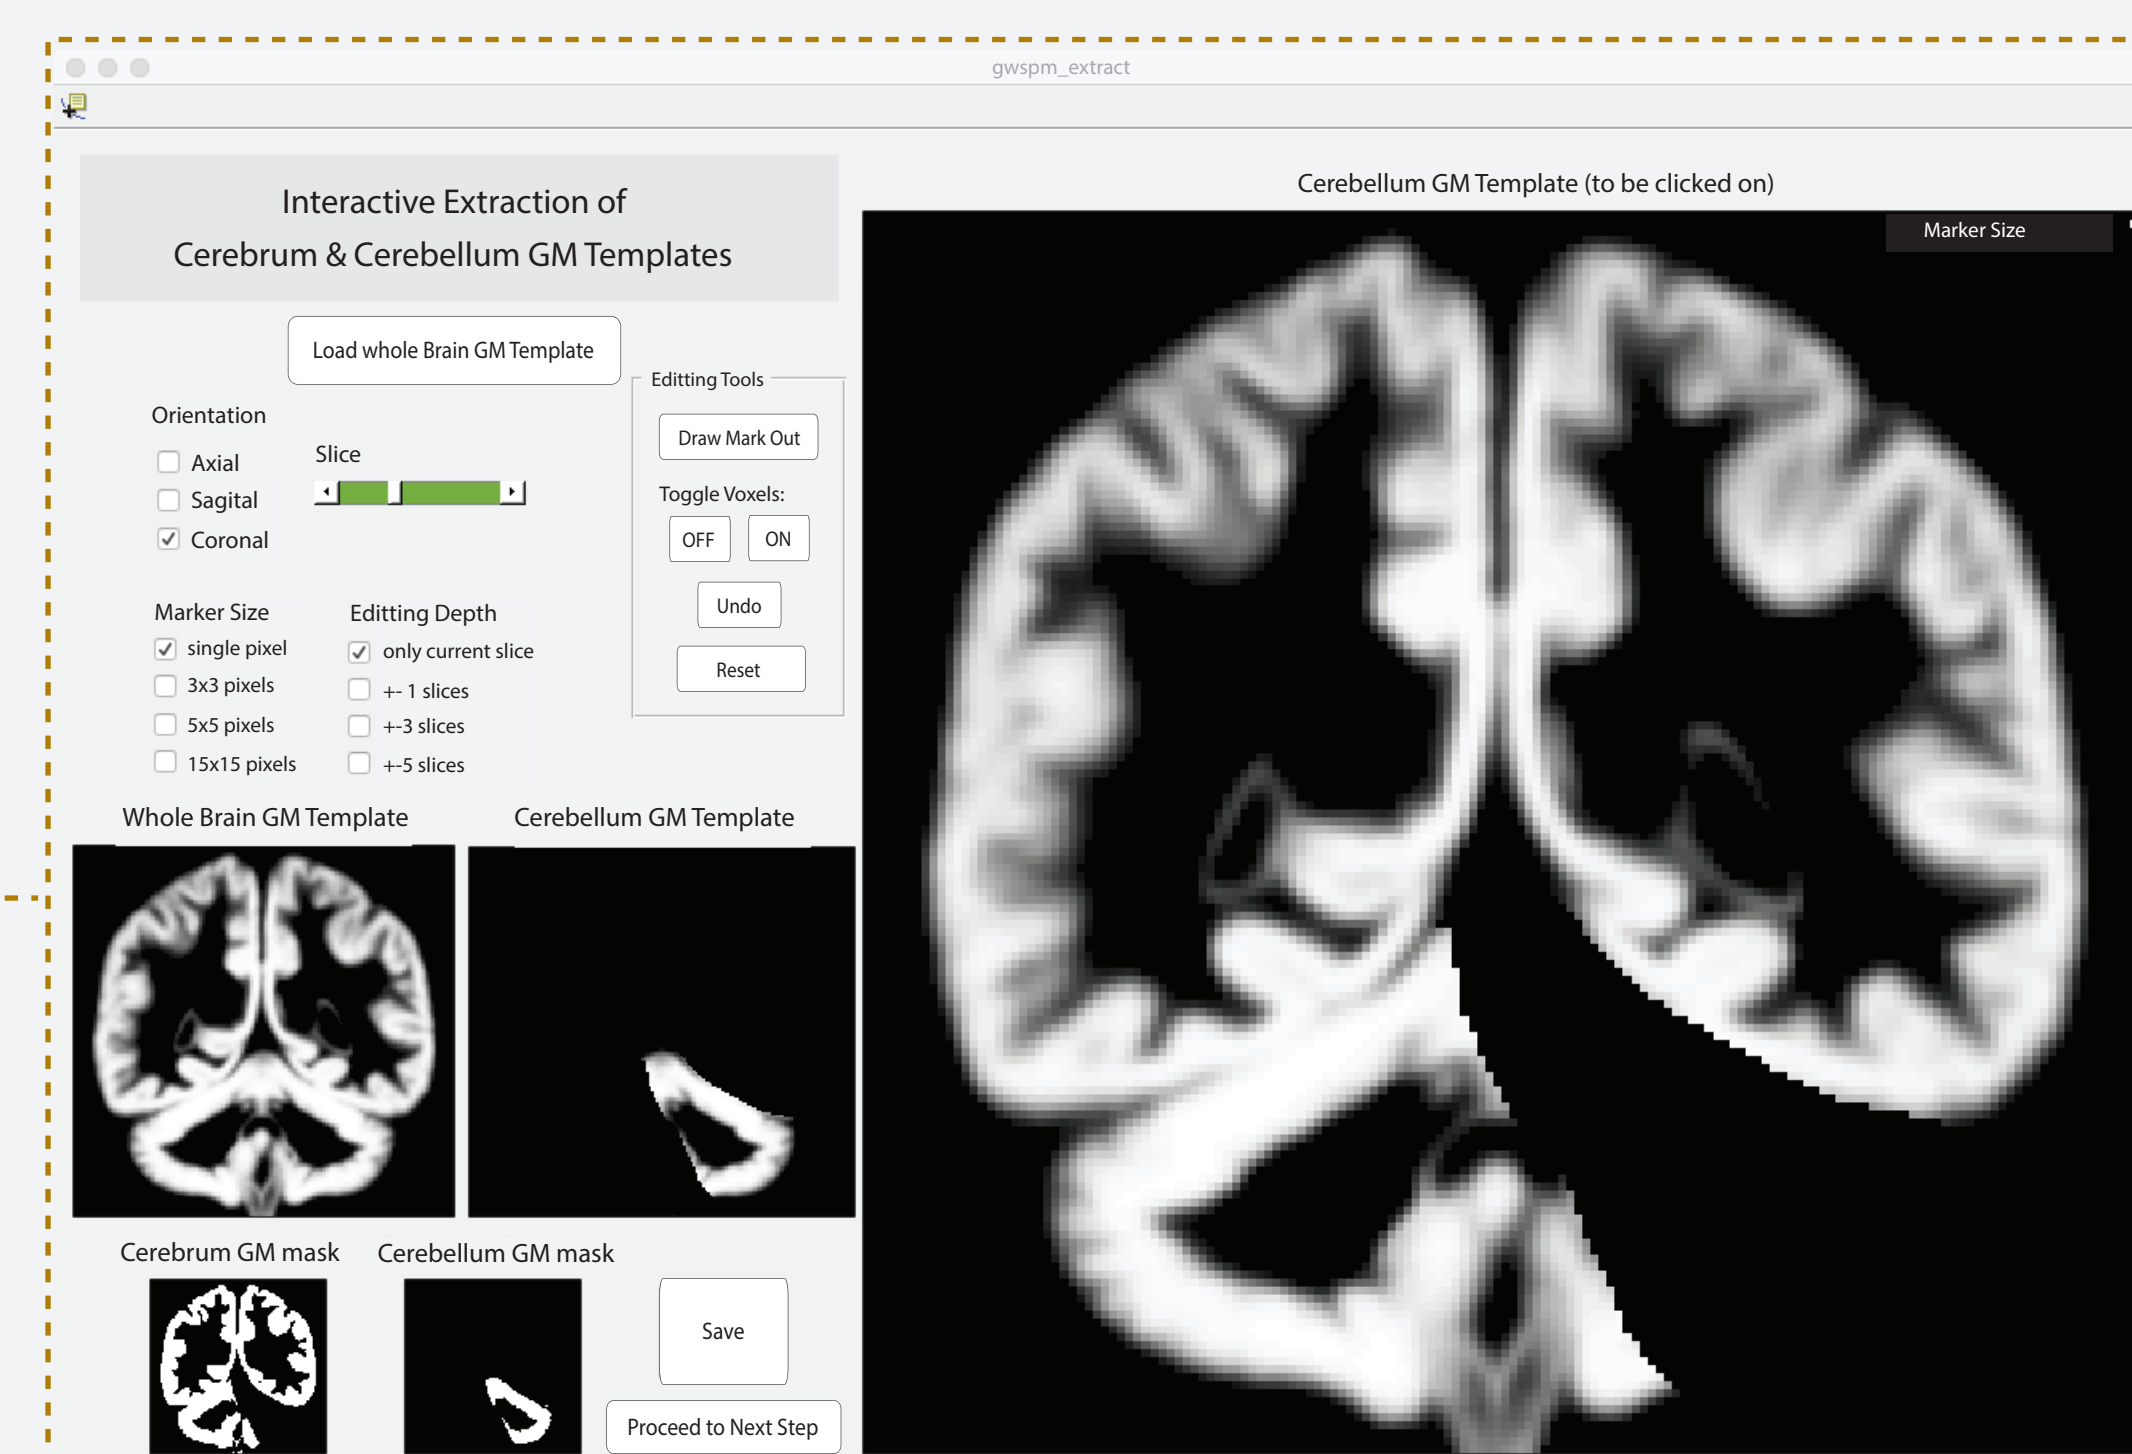 gwspm_extract
Interactive Extraction of
Cerebrum & Cerebellum GM Templates
Load whole Brain GM Template
Orientation
Axial
Sagital
Coronal
Slice
Editting Tools
Draw Mark Out
Toggle Voxels:
OFF ON
Undo
Reset
Marker Size
single pixel
3x3 pixels
5x5 pixels
15x15 pixels
Editting Depth
only current slice
+- 1 slices
+-3 slices
+-5 slices
Whole Brain GM Template
Cerebellum GM Template
Cerebrum GM mask
Cerebellum GM mask
Save
Proceed to Next Step
Cerebellum GM Template (to be clicked on)
Marker Size